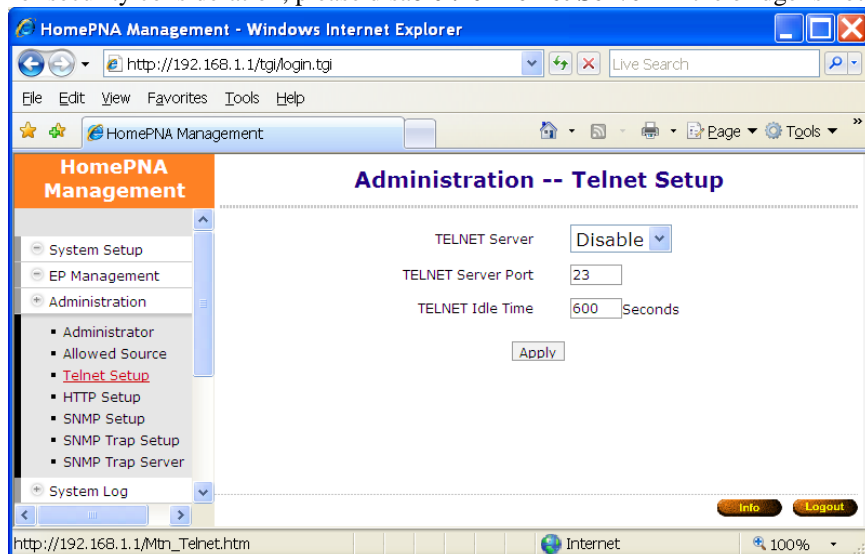 HomePNA Management - Windows Internet Explorer
http://192.168.1.1/tgi/login.tgi
Live Search
File Edit View Favorites Tools Help
HomePNA Management
Page Tools
HomePNA Management
Administration -- Telnet Setup
System Setup
EP Management
Administration
Administrator
Allowed Source
Telnet Setup
HTTP Setup
SNMP Setup
SNMP Trap Setup
SNMP Trap Server
System Log
TELNET Server Disable
TELNET Server Port 23
TELNET Idle Time 600 Seconds
Apply
Info Logout
http://192.168.1.1/Mtn_Telnet.htm Internet 100%